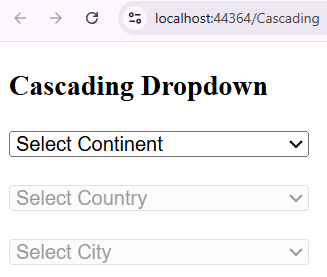 localhost:44364/Cascading
Cascading Dropdown
Select Continent
Select Country
Select City